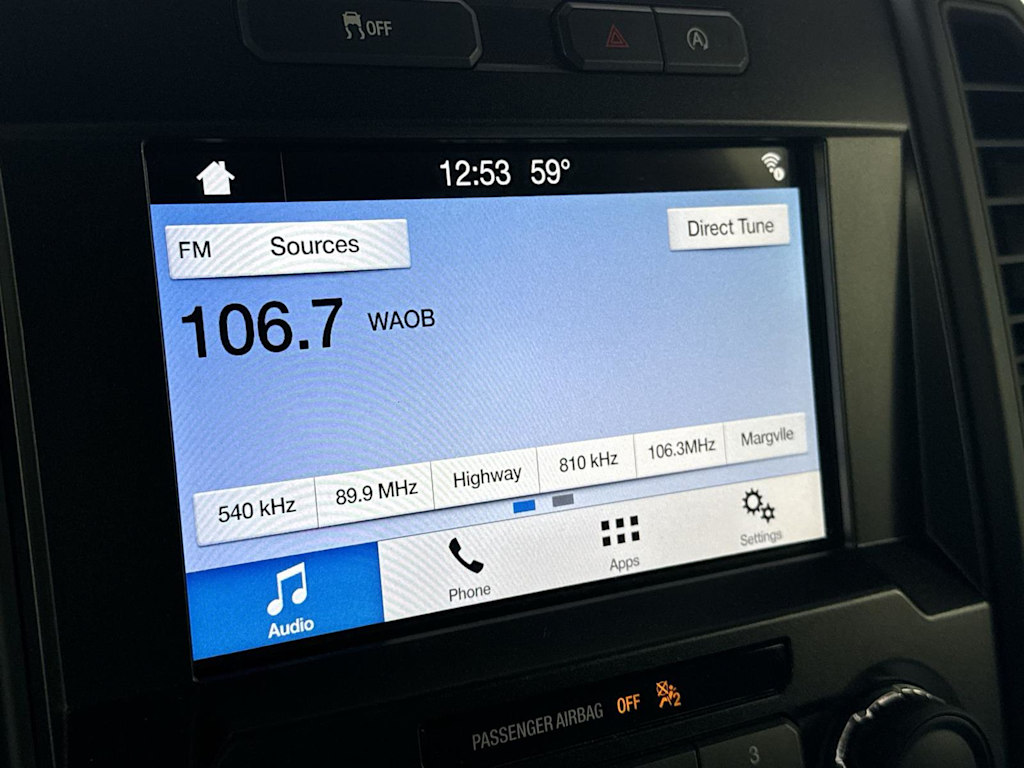 OFF
12:53 59°
FM Sources
Direct Tune
106.7 WAOB
540 kHz 89.9 MHz Highway 810 kHz 106.3MHz Margvlle
Audio Phone Apps Settings
PASSENGER AIRBAG OFF 2
3